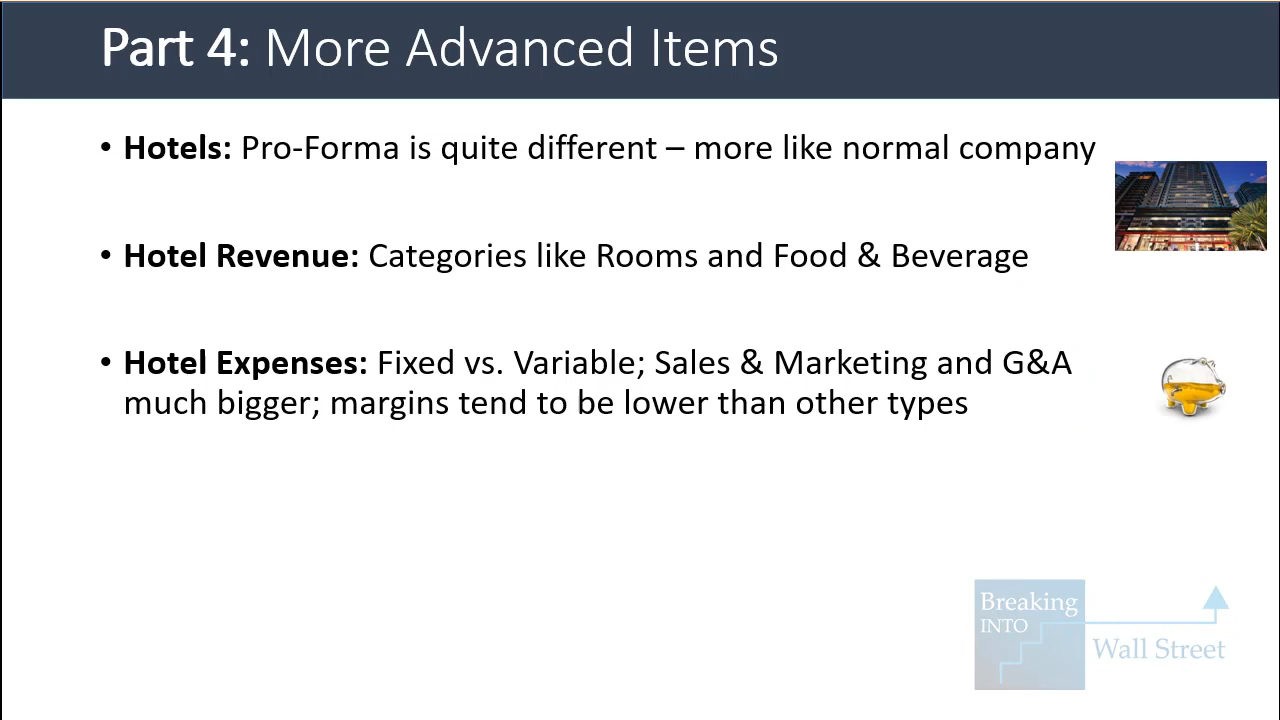 Part 4: More Advanced Items
• Hotels: Pro-Forma is quite different – more like normal company
• Hotel Revenue: Categories like Rooms and Food & Beverage
• Hotel Expenses: Fixed vs. Variable; Sales & Marketing and G&A
much bigger; margins tend to be lower than other types
Breaking
INTO
Wall Street